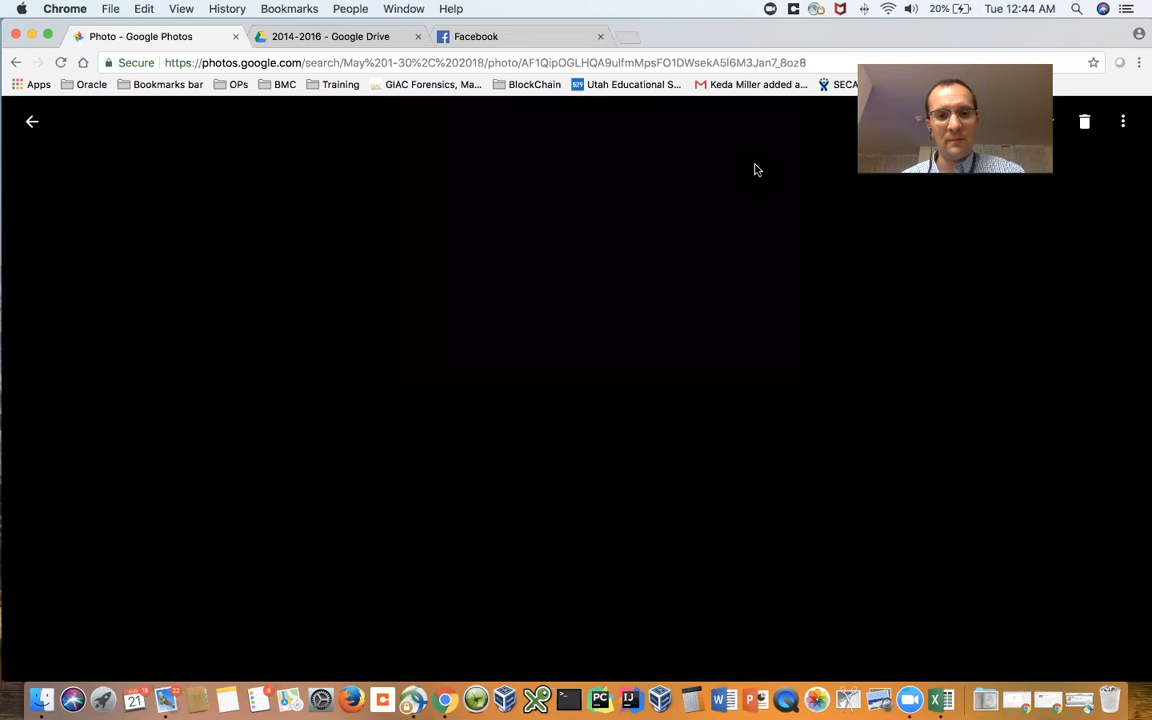 Chrome File Edit View History Bookmarks People Window Help 20% Tue 12:44 AM
Photo - Google Photos 2014-2016 - Google Drive Facebook
Secure https://photos.google.com/search/May%201-30%2C%202018/photo/
Apps Oracle Bookmarks bar OPs BMC Training GIAC Forensics, Ma... BlockChain Utah Educational S... Keda Miller added a... SECA